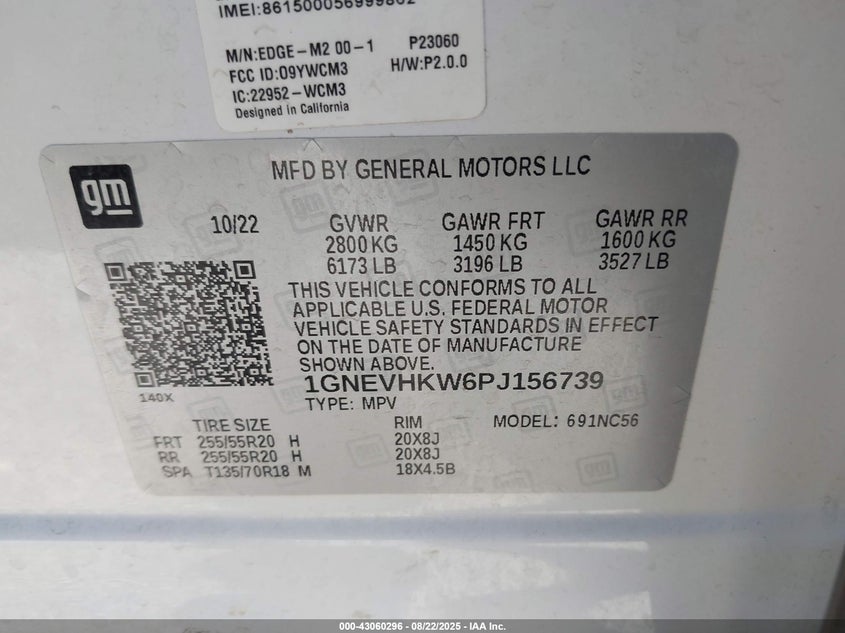 IMEI:861500056999862
M/N:EDGE-M2 00-1 P23060
FCC ID:O9YWCM3 H/W:P2.0.0
IC:22952-WCM3
Designed in California
gm
MFD BY GENERAL MOTORS LLC
10/22 GVWR GAWR FRT GAWR RR
2800 KG 1450 KG 1600 KG
6173 LB 3196 LB 3527 LB
THIS VEHICLE CONFORMS TO ALL
APPLICABLE U.S. FEDERAL MOTOR
VEHICLE SAFETY STANDARDS IN EFFECT
ON THE DATE OF MANUFACTURE
SHOWN ABOVE.
1GNEVHKW6PJ156739
140X
TYPE: MPV
TIRE SIZE RIM MODEL: 691NC56
FRT 255/55R20 H 20X8J
RR 255/55R20 H 20X8J
SPA T135/70R18 M 18X4.5B
000-43060296 - 08/22/2025 - IAA Inc.